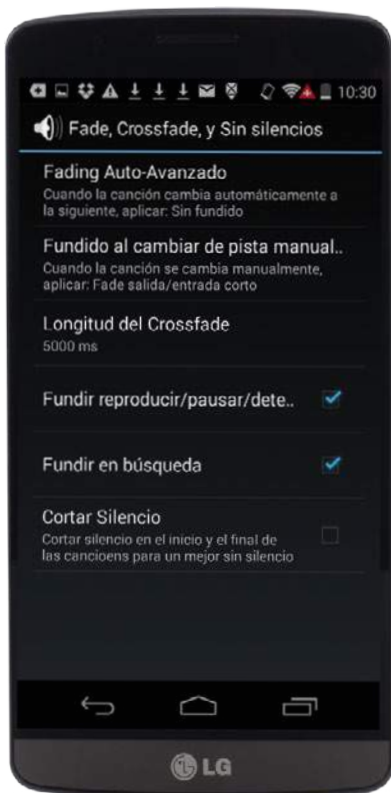 10:30
Fade, Crossfade, y Sin silencios
Fading Auto-Avanzado
Cuando la canción cambia automáticamente a
la siguiente, aplicar: Sin fundido
Fundido al cambiar de pista manual..
Cuando la canción se cambia manualmente,
aplicar: Fade salida/entrada corto
Longitud del Crossfade
5000 ms
Fundir reproducir/pausar/dete..
Fundir en búsqueda
Cortar Silencio
Cortar silencio en el inicio y el final de
las cancioens para un mejor sin silencio
LG